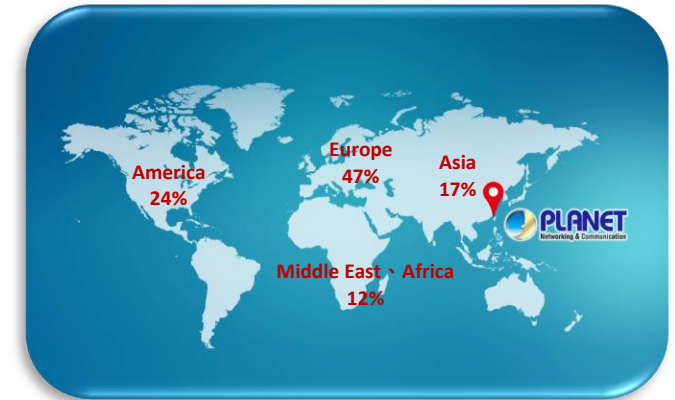 Europe
47%
Asia
17%
America
24%
PLANET
Networking & Communication
Middle East、Africa
12%